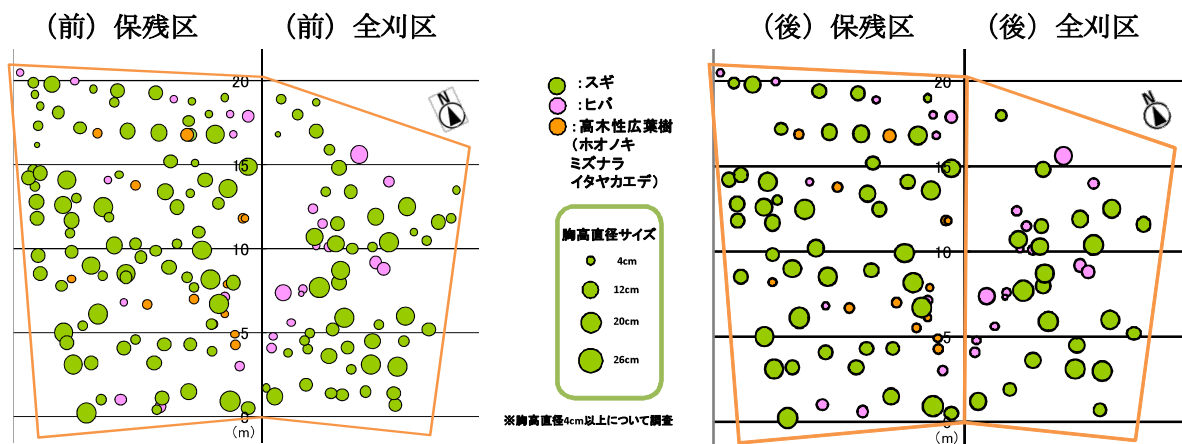 （前）保残区
（前）全刈区
（後）保残区
（後）全刈区
20
15
10
5
0
（m）
N
：スギ
：ヒバ
：高木性広葉樹
（ホオノキ
ミズナラ
イタヤカエデ）
胸高直径サイズ
4cm
12cm
20cm
26cm
※胸高直径4cm以上について調査
20
15
10
5
0
（m）
N